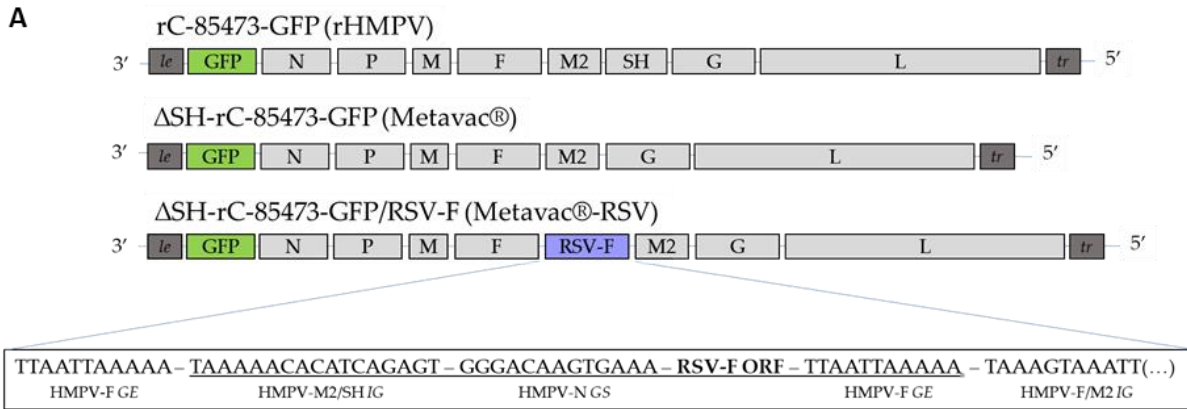 A
rC-85473-GFP (rHMPV)
3′ le GFP N P M F M2 SH G L tr 5′
ΔSH-rC-85473-GFP (Metavac®)
3′ le GFP N P M F M2 G L tr 5′
ΔSH-rC-85473-GFP/RSV-F (Metavac®-RSV)
3′ le GFP N P M F RSV-F M2 G L tr 5′
TTAATTAAAAA – TAAAAACACATCAGAGT – GGGACAAGTGAAA – RSV-F ORF – TTAATTAAAAA – TAAAGTAAATT(...)
HMPV-F GE HMPV-M2/SH IG HMPV-N GS HMPV-F GE HMPV-F/M2 IG